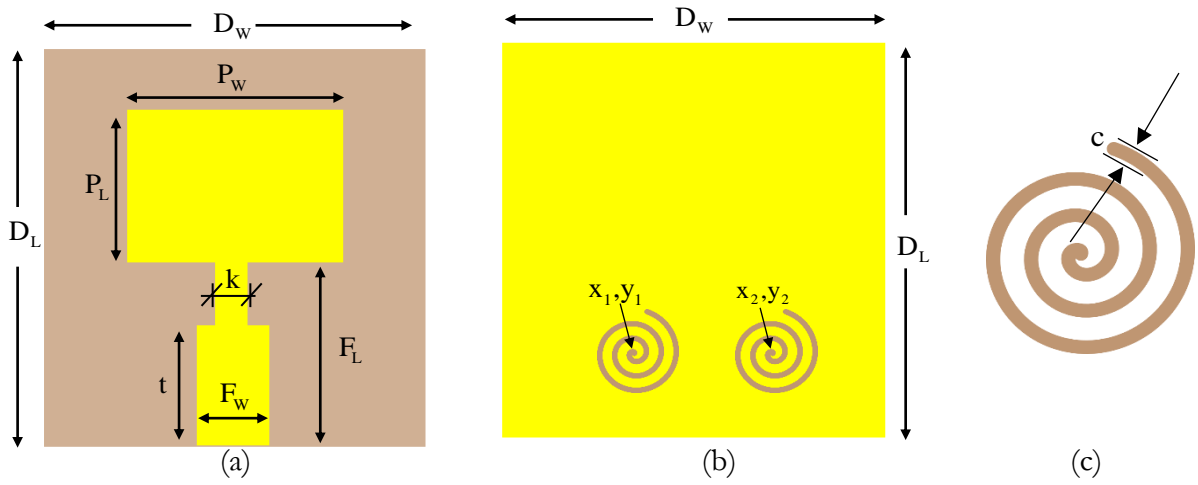 D_W
P_W
P_L
D_L
k
F_L
t
F_W
(a)
D_W
D_L
x_1,y_1
x_2,y_2
(b)
c
(c)